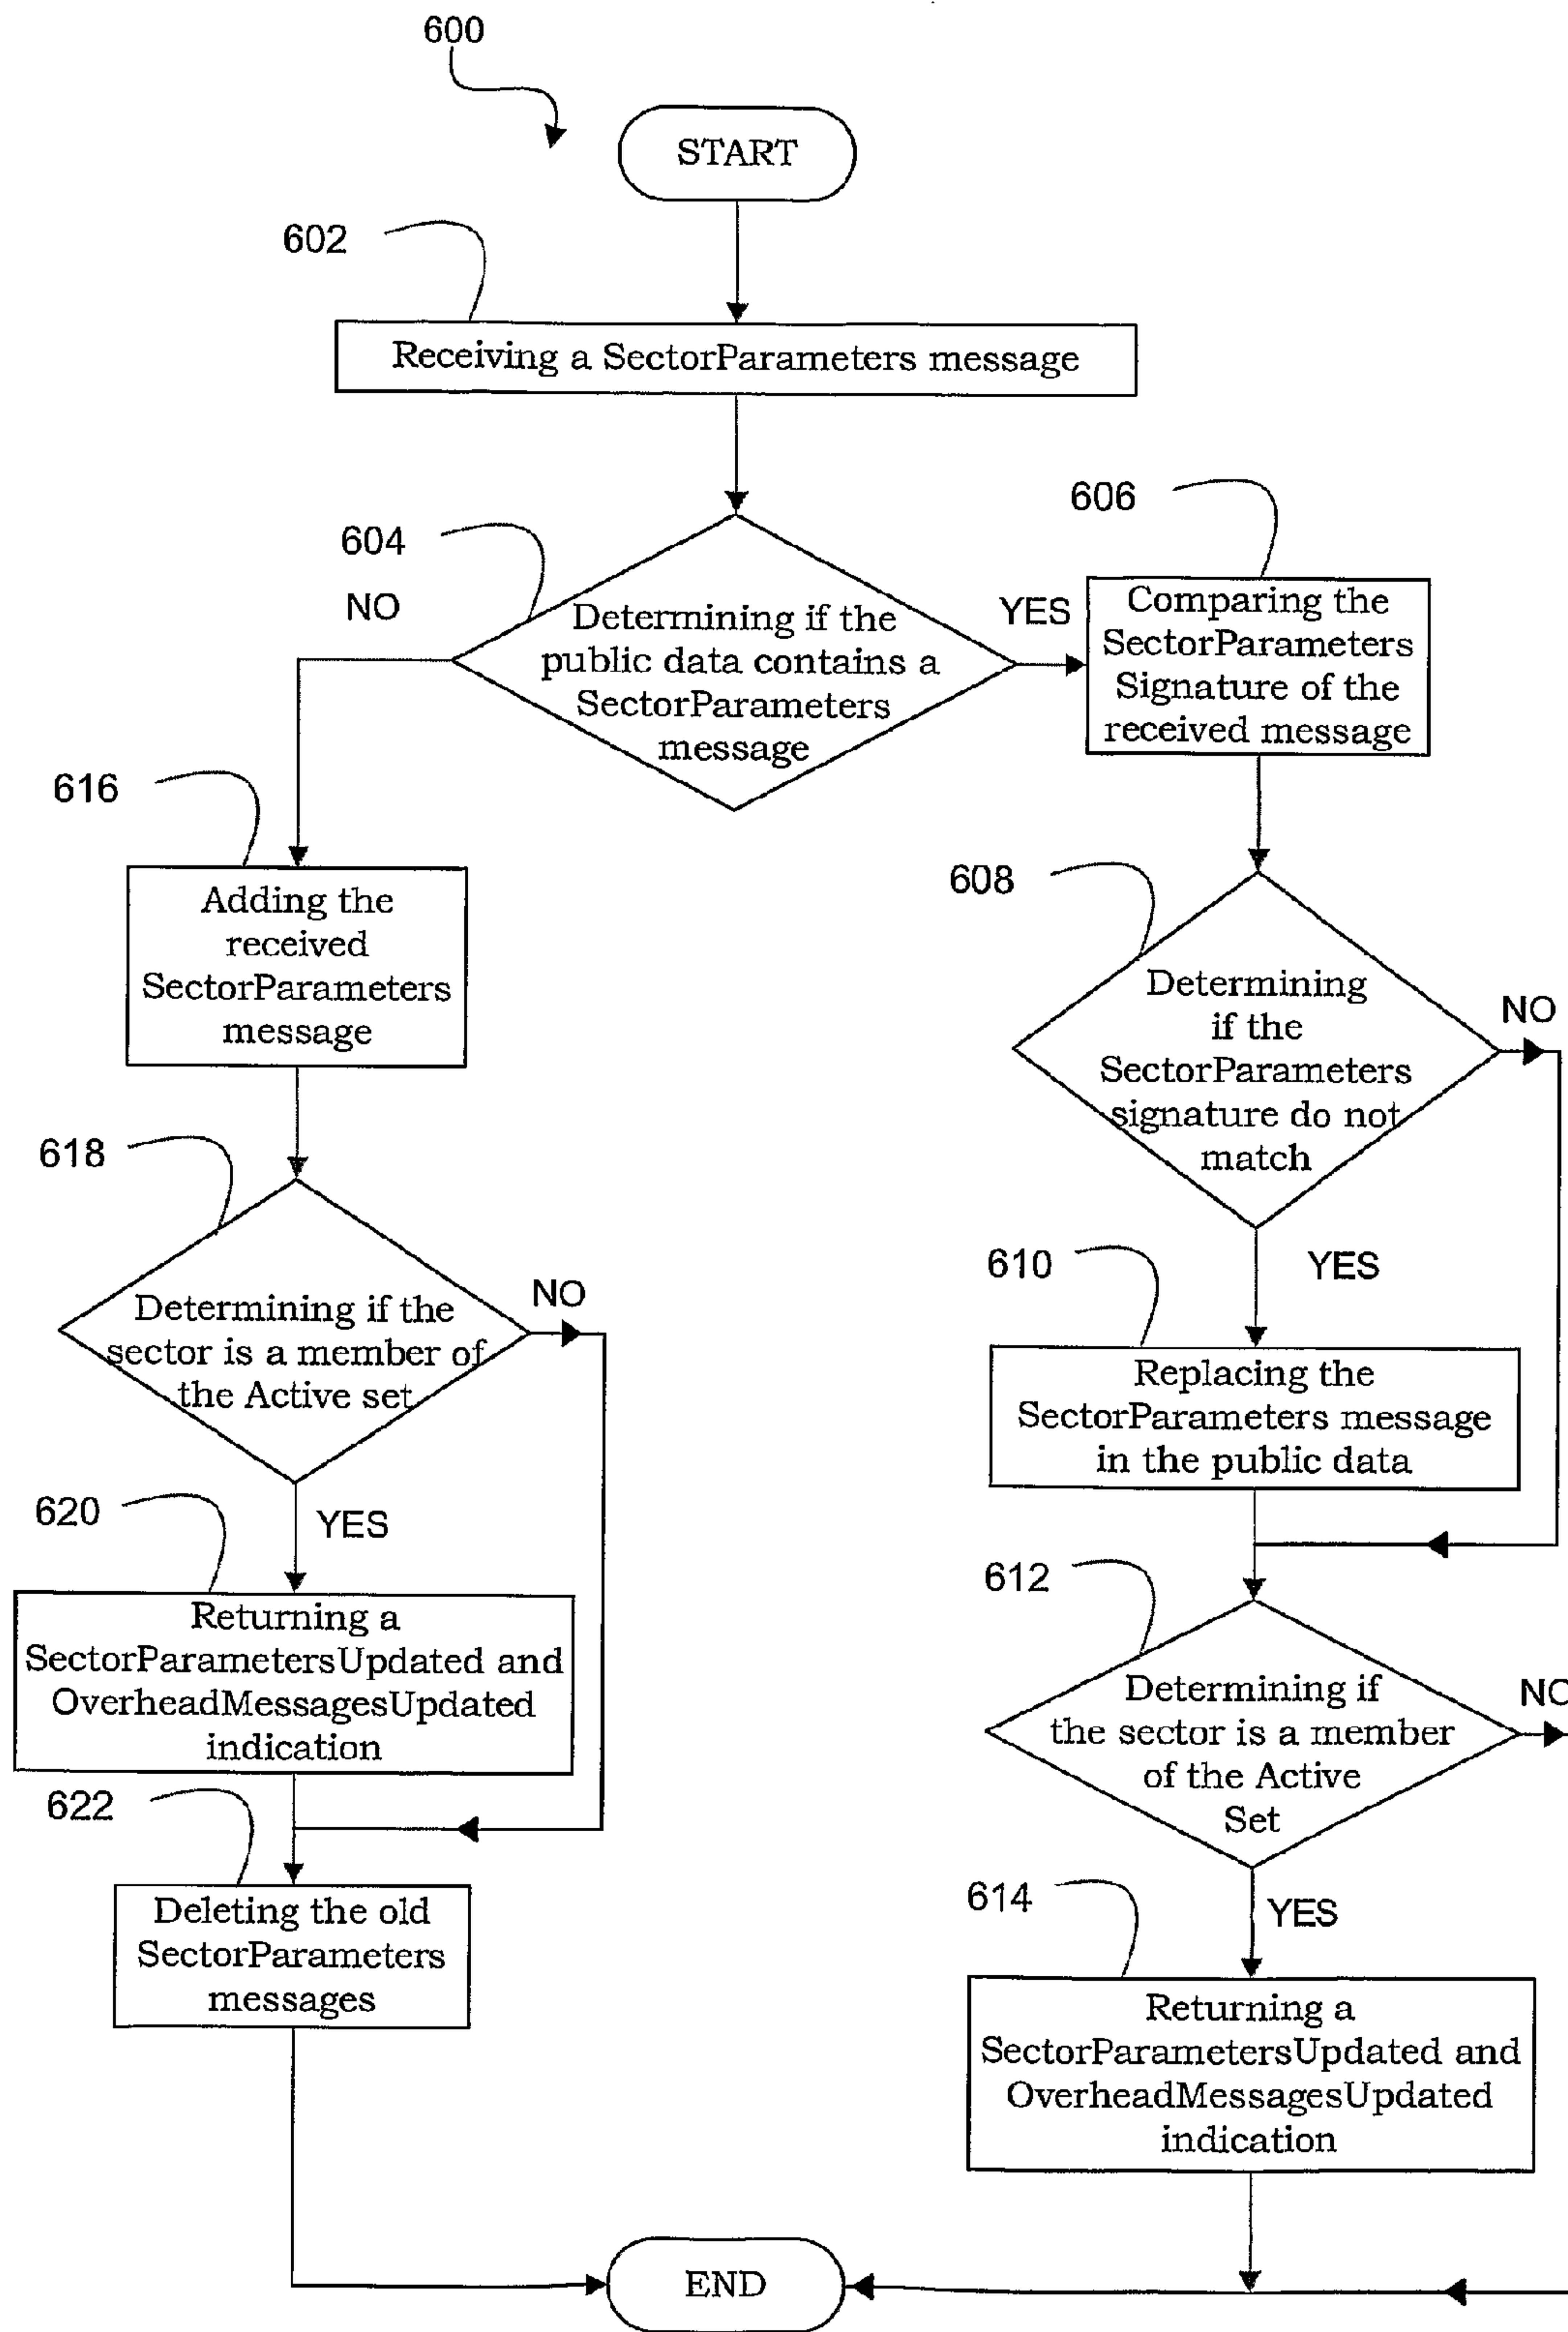 600
START
602
Receiving a SectorParameters message
604
NO
Determining if the
public data contains a
SectorParameters
message
YES
606
Comparing the
SectorParameters
Signature of the
received message
616
Adding the
received
SectorParameters
message
608
Determining
if the
SectorParameters
signature do not
match
NO
YES
618
Determining if the
sector is a member of
the Active set
NO
YES
610
Replacing the
SectorParameters message
in the public data
620
Returning a
SectorParametersUpdated and
OverheadMessagesUpdated
indication
612
Determining if
the sector is a member
of the Active
Set
NO
YES
622
Deleting the old
SectorParameters
messages
614
Returning a
SectorParametersUpdated and
OverheadMessagesUpdated
indication
END